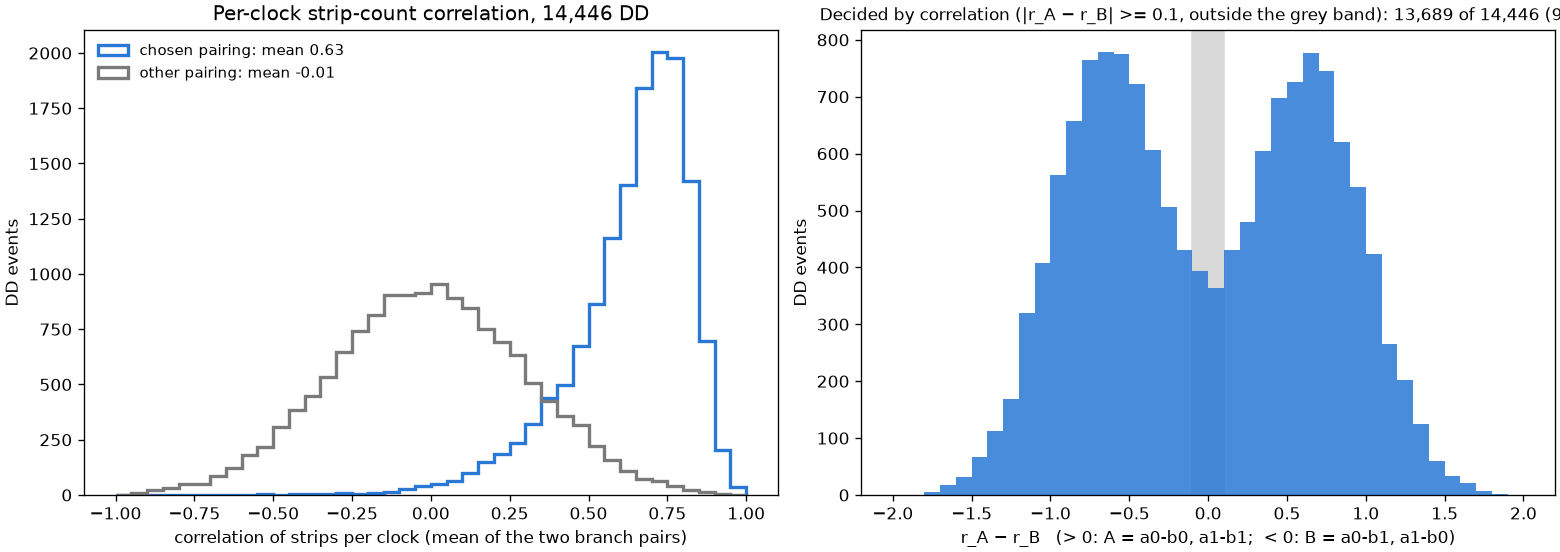 Per-clock strip-count correlation, 14,446 DD
chosen pairing: mean 0.63
other pairing: mean -0.01
DD events
2000
1750
1500
1250
1000
750
500
250
0
−1.00 −0.75 −0.50 −0.25 0.00 0.25 0.50 0.75 1.00
correlation of strips per clock (mean of the two branch pairs)
Decided by correlation (|r_A − r_B| >= 0.1, outside the grey band): 13,689 of 14,446 (9
DD events
800
700
600
500
400
300
200
100
0
−2.0 −1.5 −1.0 −0.5 0.0 0.5 1.0 1.5 2.0
r_A − r_B (> 0: A = a0-b0, a1-b1; < 0: B = a0-b1, a1-b0)